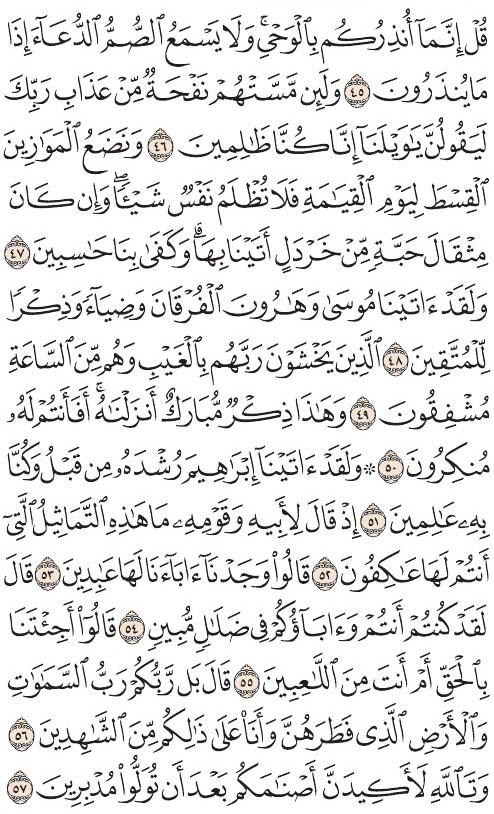 قُلْ إِنَّمَآ أُنذِرُكُم بِٱلْوَحْىِۚ وَلَا يَسْمَعُ ٱلصُّمُّ ٱلدُّعَآءَ إِذَا
مَا يُنذَرُونَ ٤٥ وَلَئِن مَّسَّتْهُمْ نَفْحَةٌ مِّنْ عَذَابِ رَبِّكَ
لَيَقُولُنَّ يَٰوَيْلَنَآ إِنَّا كُنَّا ظَٰلِمِينَ ٤٦ وَنَضَعُ ٱلْمَوَٰزِينَ
ٱلْقِسْطَ لِيَوْمِ ٱلْقِيَٰمَةِ فَلَا تُظْلَمُ نَفْسٌ شَيْـًٔاۖ وَإِن كَانَ
مِثْقَالَ حَبَّةٍ مِّنْ خَرْدَلٍ أَتَيْنَا بِهَاۗ وَكَفَىٰ بِنَا حَٰسِبِينَ ٤٧
وَلَقَدْ ءَاتَيْنَا مُوسَىٰ وَهَٰرُونَ ٱلْفُرْقَانَ وَضِيَآءً وَذِكْرًا
لِّلْمُتَّقِينَ ٤٨ ٱلَّذِينَ يَخْشَوْنَ رَبَّهُم بِٱلْغَيْبِ وَهُم مِّنَ ٱلسَّاعَةِ
مُشْفِقُونَ ٤٩ وَهَٰذَا ذِكْرٌ مُّبَارَكٌ أَنزَلْنَٰهُۚ أَفَأَنتُمْ لَهُۥ
مُنكِرُونَ ٥٠ ۞ وَلَقَدْ ءَاتَيْنَآ إِبْرَٰهِيمَ رُشْدَهُۥ مِن قَبْلُ وَكُنَّا
بِهِۦ عَٰلِمِينَ ٥١ إِذْ قَالَ لِأَبِيهِ وَقَوْمِهِۦ مَا هَٰذِهِ ٱلتَّمَاثِيلُ ٱلَّتِىٓ
أَنتُمْ لَهَا عَٰكِفُونَ ٥٢ قَالُوا۟ وَجَدْنَآ ءَابَآءَنَا لَهَا عَٰبِدِينَ ٥٣ قَالَ
لَقَدْ كُنتُمْ أَنتُمْ وَءَابَآؤُكُمْ فِى ضَلَٰلٍ مُّبِينٍ ٥٤ قَالُوٓا۟ أَجِئْتَنَا
بِٱلْحَقِّ أَمْ أَنتَ مِنَ ٱللَّٰعِبِينَ ٥٥ قَالَ بَل رَّبُّكُمْ رَبُّ ٱلسَّمَٰوَٰتِ
وَٱلْأَرْضِ ٱلَّذِى فَطَرَهُنَّ وَأَنَا۠ عَلَىٰ ذَٰلِكُم مِّنَ ٱلشَّٰهِدِينَ ٥٦
وَتَٱللَّهِ لَأَكِيدَنَّ أَصْنَٰمَكُم بَعْدَ أَن تُوَلُّوا۟ مُدْبِرِينَ ٥٧